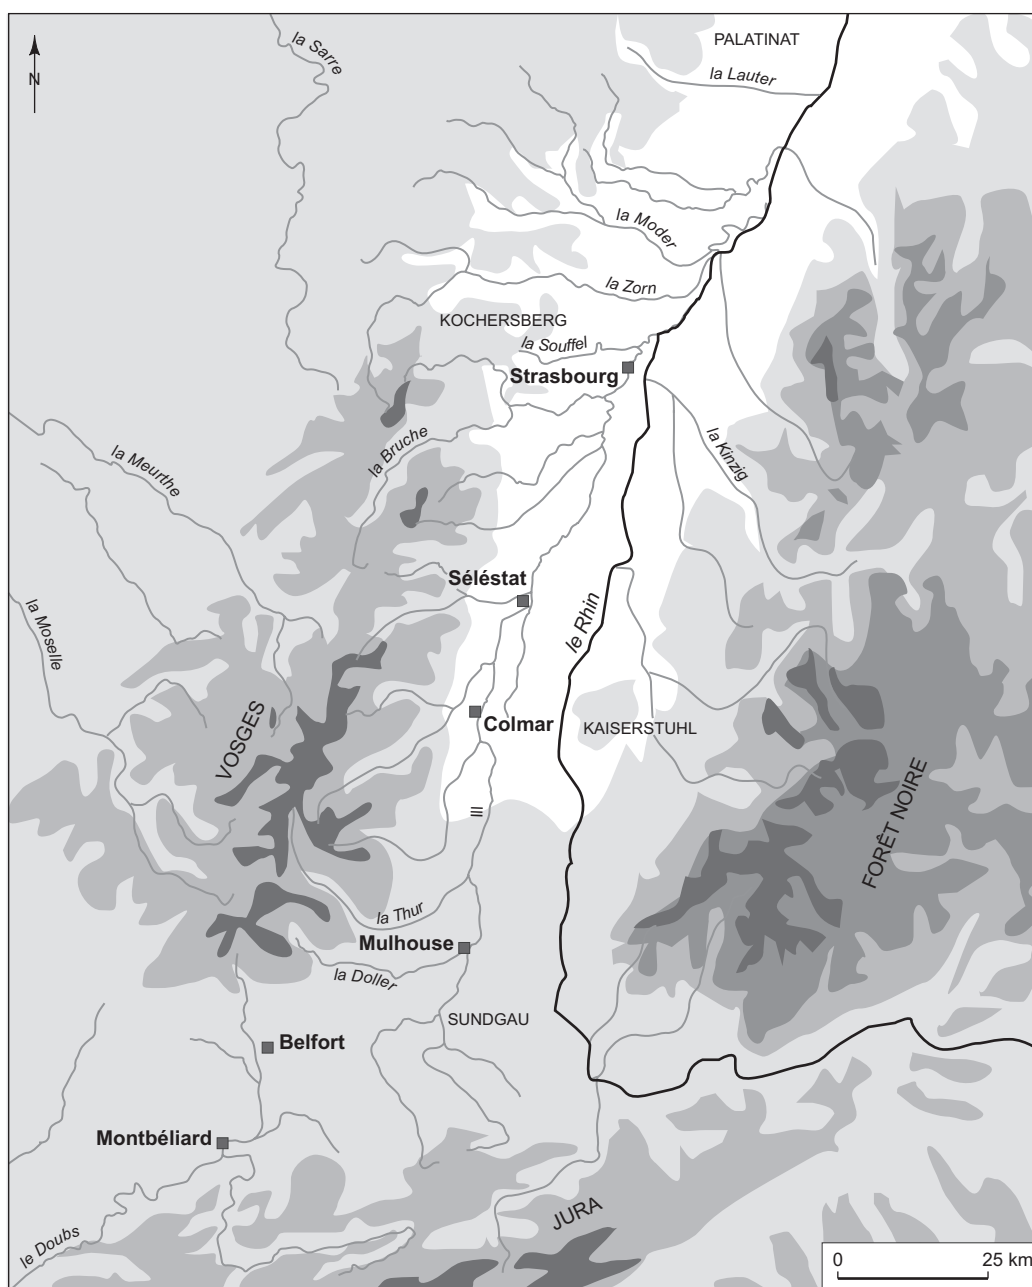 PALATINAT
la Sarre
la Lauter
N
la Moder
la Zorn
KOCHERSBERG
la Souffel
Strasbourg
la Kinzig
la Bruche
la Meurthe
Séléstat
la Moselle
le Rhin
Colmar
KAISERSTUHL
VOSGES
Ill
FORÊT NOIRE
la Thur
Mulhouse
la Doller
SUNDGAU
Belfort
Montbéliard
JURA
le Doubs
0 25 km